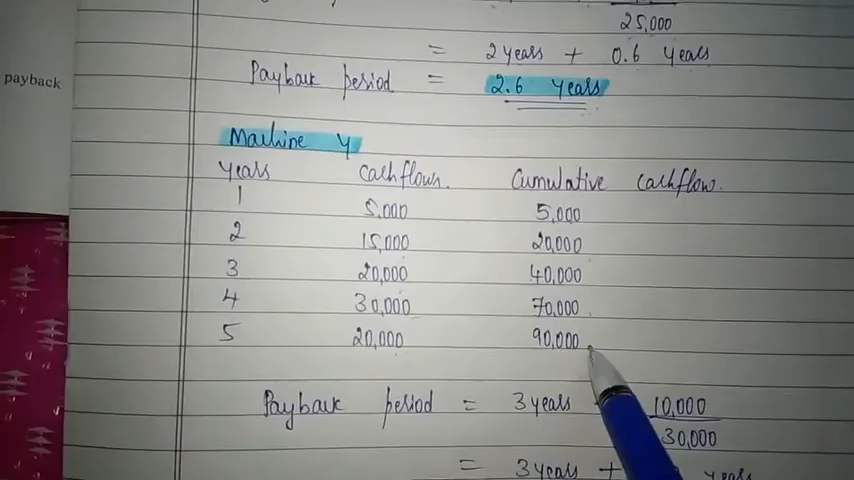 25,000
= 2 years + 0.6 years
payback
Payback period = 2.6 years
Machine Y
years cashflows. Cumulative cashflow.
1 5,000 5,000
2 15,000 20,000
3 20,000 40,000
4 30,000 70,000
5 20,000 90,000
Payback period = 3 years 10,000
30,000
= 3 years + years